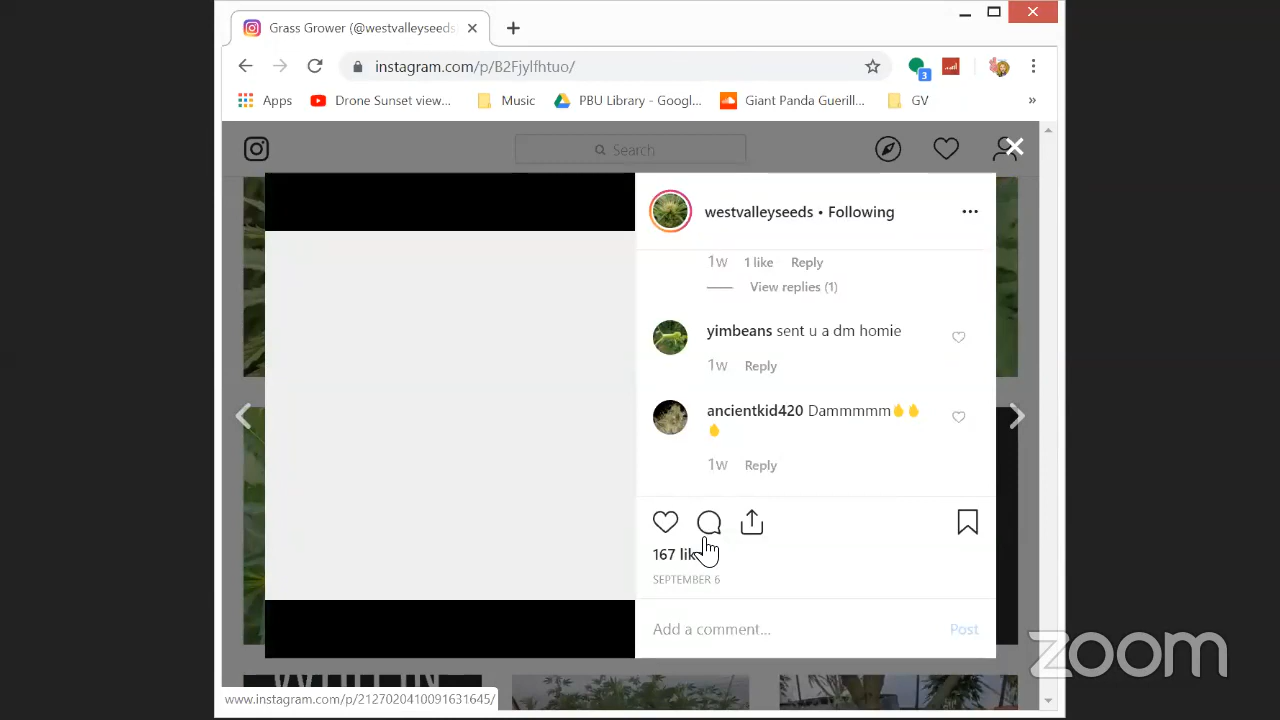 Grass Grower (@westvalleyseeds
instagram.com/p/B2Fjylfhtuo/
3
Apps
Drone Sunset view...
Music
PBU Library - Googl...
Giant Panda Guerill...
GV
»
Search
westvalleyseeds • Following
1w 1 like Reply
View replies (1)
yimbeans sent u a dm homie
1w Reply
ancientkid420 Dammmmm🔥🔥
🔥
1w Reply
167 lik
SEPTEMBER 6
Add a comment... Post
www.instagram.com/p/2127020410091631645/
zoom